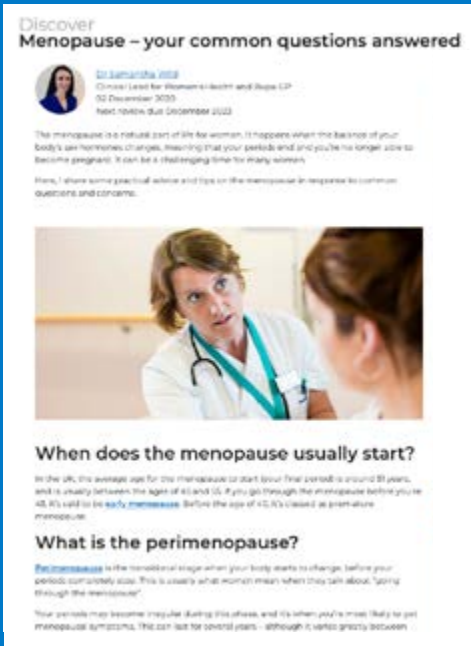 Discover
Menopause – your common questions answered
Dr Samantha Wild
Clinical Lead for Women's Health and Bupa GP
02 December 2020
Next review due December 2023
The menopause is a natural part of life for women. It happens when the balance of your
body's sex hormones changes, meaning that your periods end and you're no longer able to
become pregnant. It can be a challenging time for many women.
Here, I share some practical advice and tips on the menopause in response to common
questions and concerns.
When does the menopause usually start?
In the UK, the average age for the menopause to start (your final period) is around 51 years,
and is usually between the ages of 45 and 55. If you go through the menopause before you're
45, it's said to be early menopause. Before the age of 40, it's classed as premature
menopause.
What is the perimenopause?
Perimenopause is the transitional stage when your body starts to change, before your
periods completely stop. This is usually what women mean when they talk about "going
through the menopause".
Your periods may become irregular during this phase, and it's when you're most likely to get
menopausal symptoms. This can last for several years – although it varies greatly between